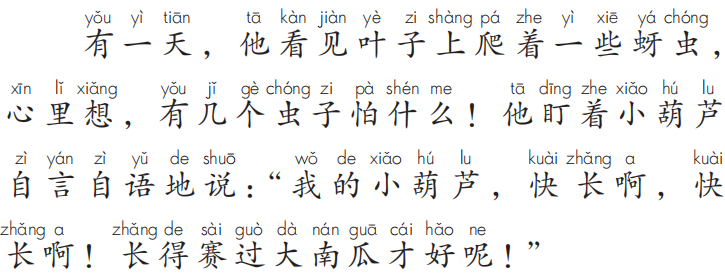 yǒu yì tiān tā kàn jiàn yè zi shàng pá zhe yì xiē yá chóng
有一天，他看见叶子上爬着一些蚜虫，
xīn lǐ xiǎng yǒu jǐ gè chóng zi pà shén me tā dīng zhe xiǎo hú lu
心里想，有几个虫子怕什么！他盯着小葫芦
zì yán zì yǔ de shuō wǒ de xiǎo hú lu kuài zhǎng a kuài
自言自语地说：“我的小葫芦，快长啊，快
zhǎng a zhǎng de sài guò dà nán guā cái hǎo ne
长啊！长得赛过大南瓜才好呢！”